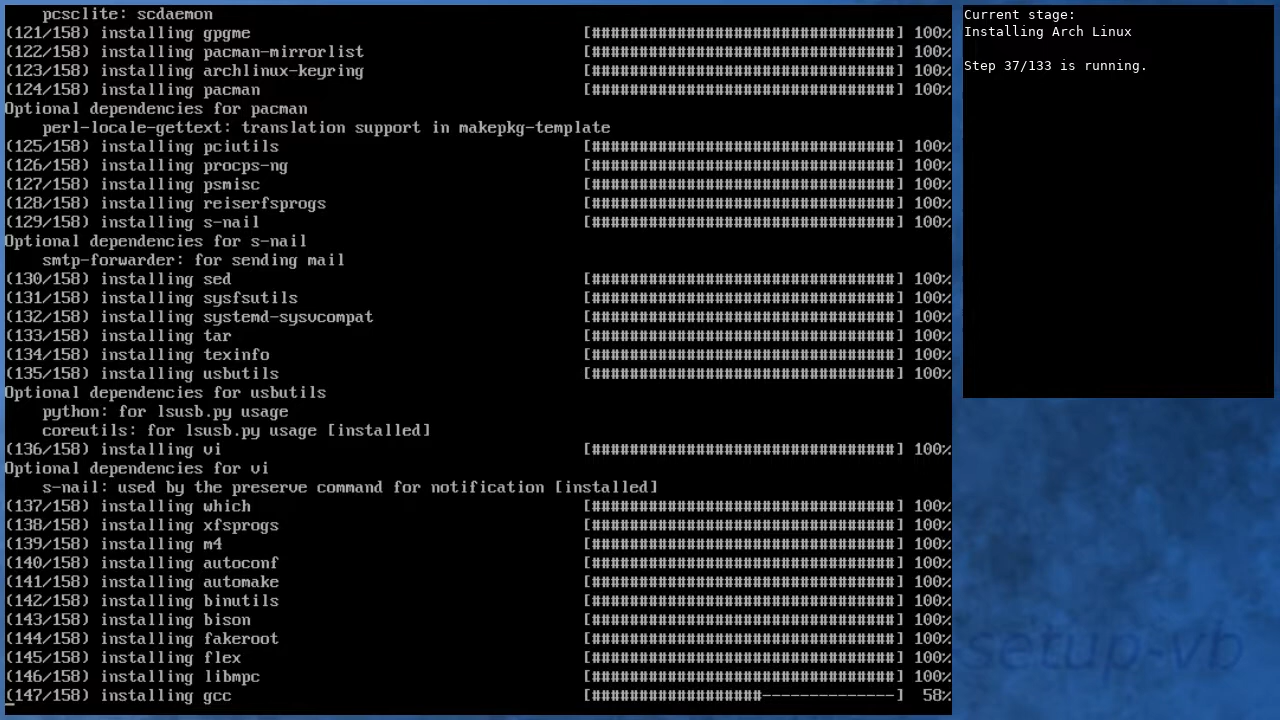 pcsclite: scdaemon
(121/158) installing gpgme                                   [################################] 100%
(122/158) installing pacman-mirrorlist                       [################################] 100%
(123/158) installing archlinux-keyring                       [################################] 100%
(124/158) installing pacman                                  [################################] 100%
Optional dependencies for pacman
    perl-locale-gettext: translation support in makepkg-template
(125/158) installing pciutils                                [################################] 100%
(126/158) installing procps-ng                               [################################] 100%
(127/158) installing psmisc                                  [################################] 100%
(128/158) installing reiserfsprogs                           [################################] 100%
(129/158) installing s-nail                                  [################################] 100%
Optional dependencies for s-nail
    smtp-forwarder: for sending mail
(130/158) installing sed                                     [################################] 100%
(131/158) installing sysfsutils                              [################################] 100%
(132/158) installing systemd-sysvcompat                      [################################] 100%
(133/158) installing tar                                     [################################] 100%
(134/158) installing texinfo                                 [################################] 100%
(135/158) installing usbutils                                [################################] 100%
Optional dependencies for usbutils
    python: for lsusb.py usage
    coreutils: for lsusb.py usage [installed]
(136/158) installing vi                                      [################################] 100%
Optional dependencies for vi
    s-nail: used by the preserve command for notification [installed]
(137/158) installing which                                   [################################] 100%
(138/158) installing xfsprogs                                [################################] 100%
(139/158) installing m4                                      [################################] 100%
(140/158) installing autoconf                                [################################] 100%
(141/158) installing automake                                [################################] 100%
(142/158) installing binutils                                [################################] 100%
(143/158) installing bison                                   [################################] 100%
(144/158) installing fakeroot                                [################################] 100%
(145/158) installing flex                                    [################################] 100%
(146/158) installing libmpc                                  [################################] 100%
(147/158) installing gcc                                     [##################--------------]  58%
Current stage:
Installing Arch Linux
Step 37/133 is running.
setup-vb